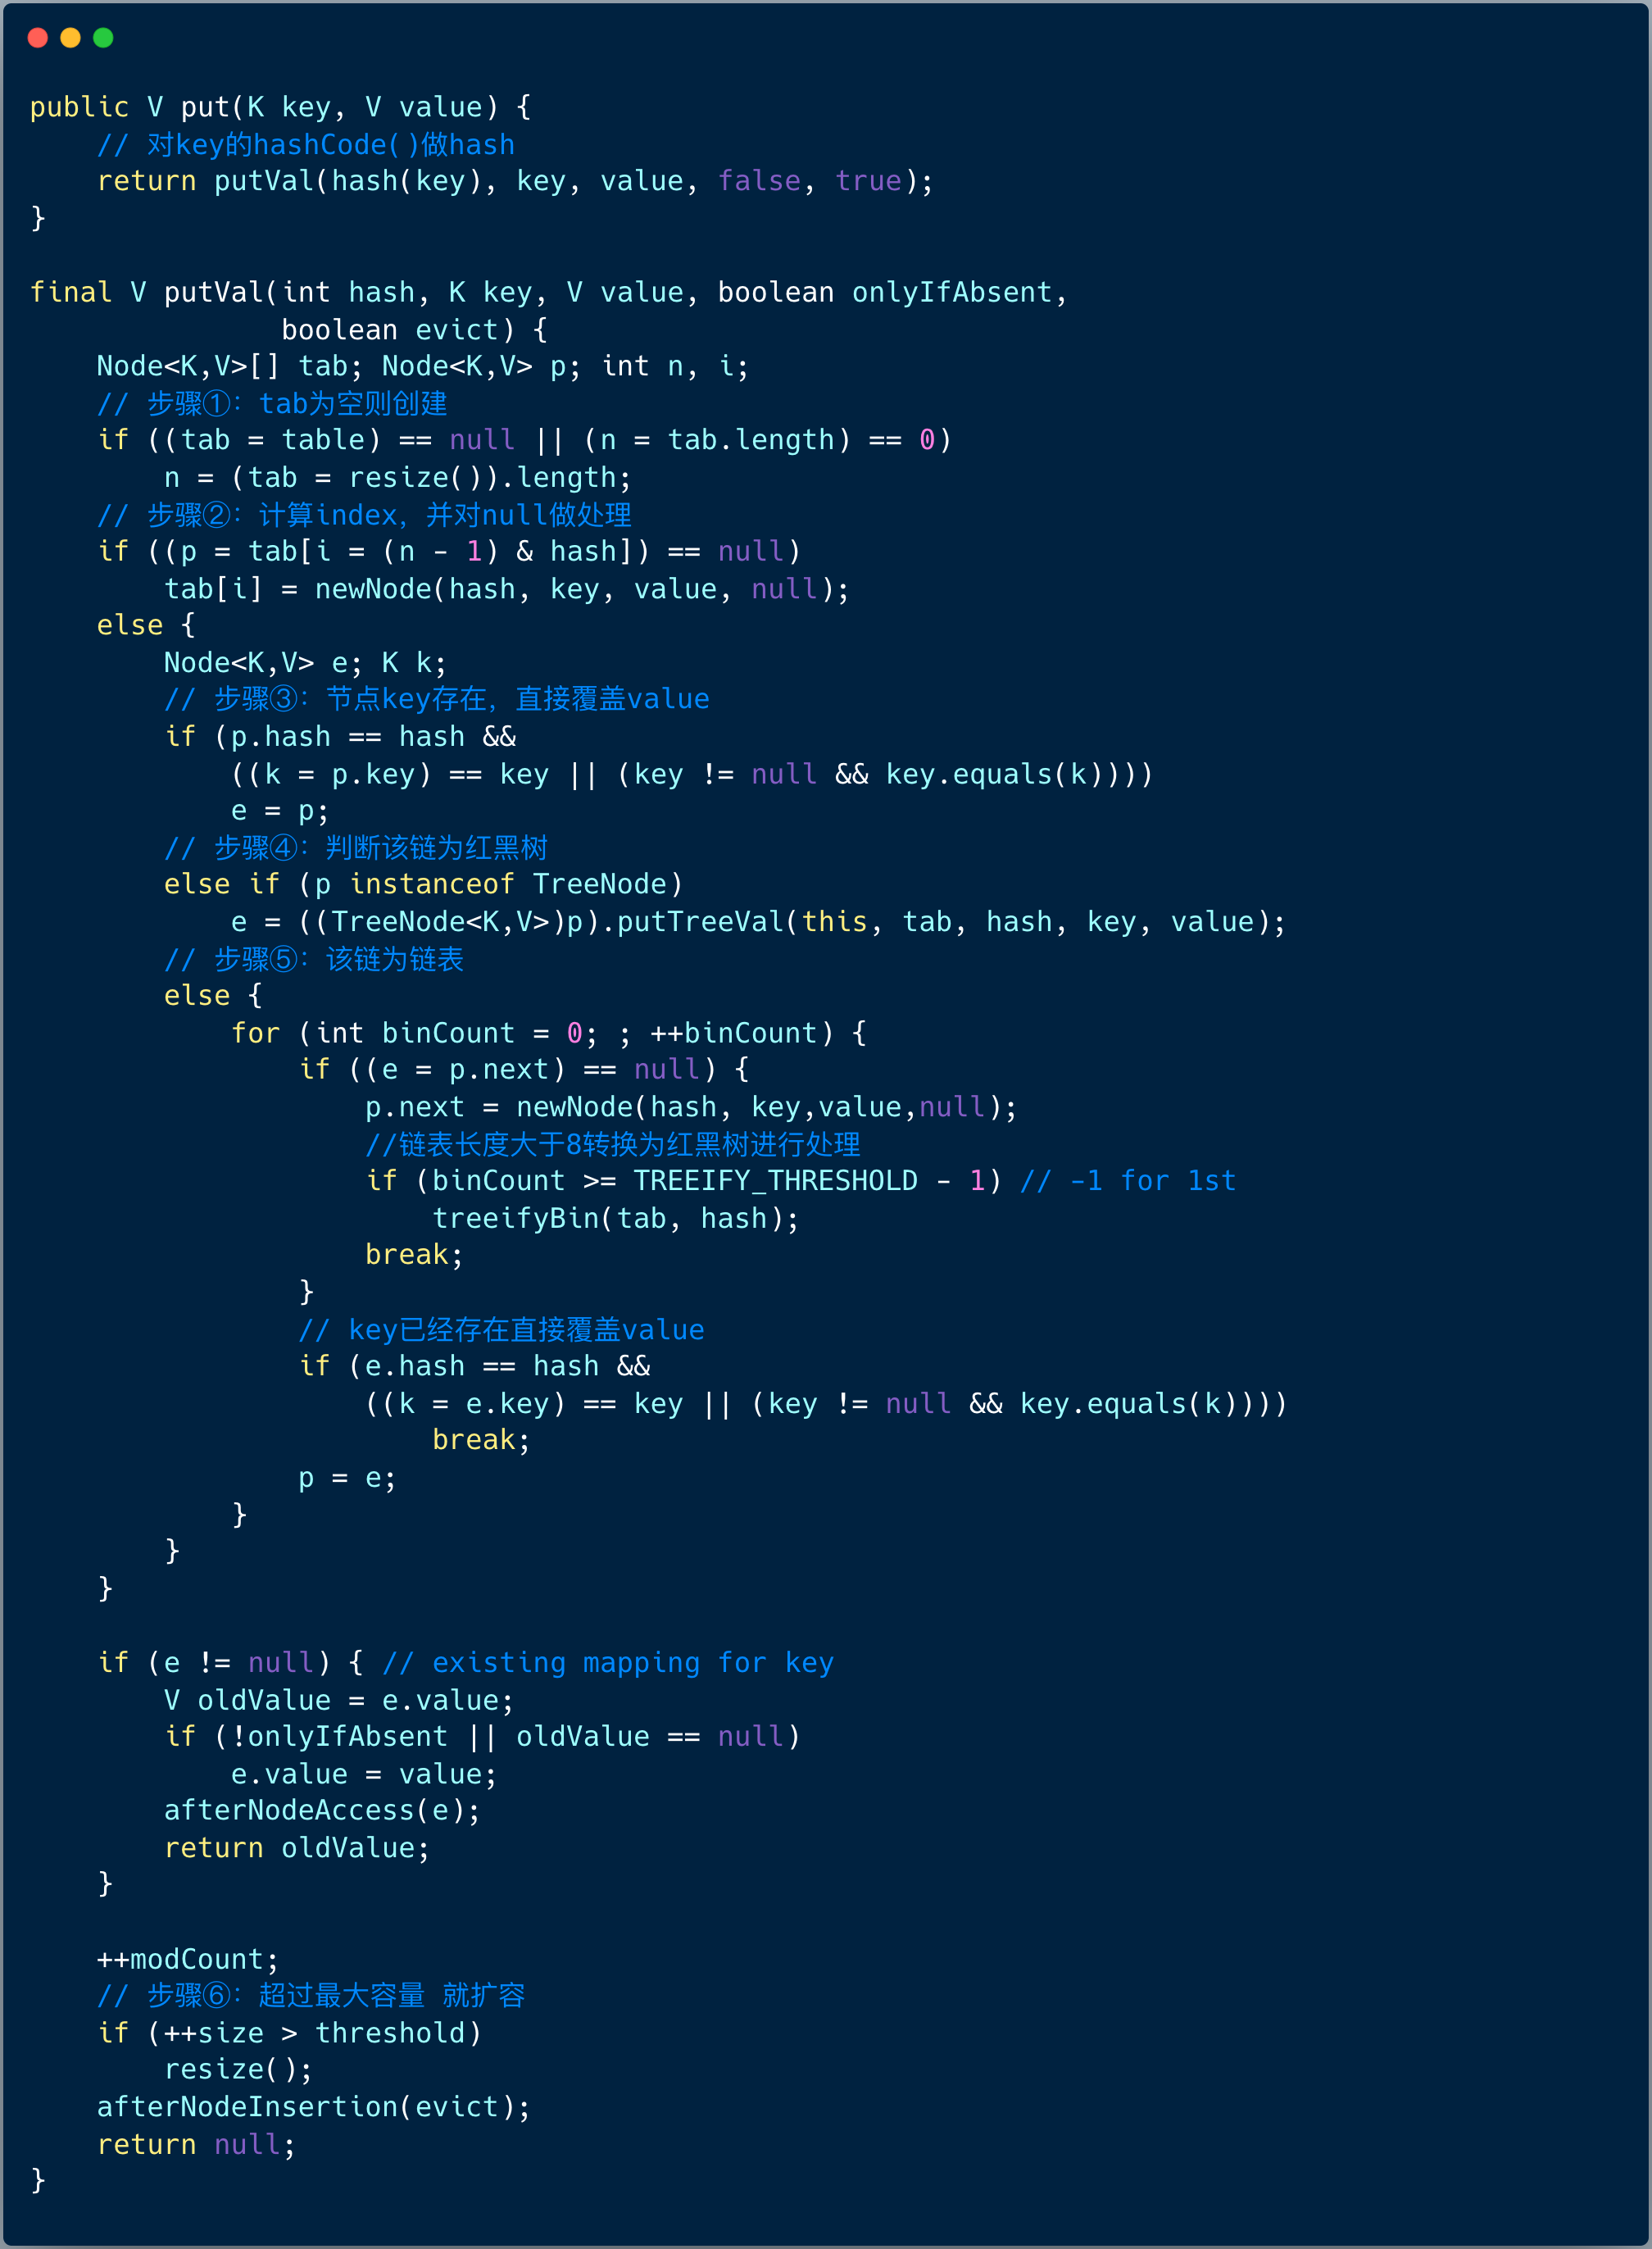 public V put(K key, V value) {
    // 对key的hashCode()做hash
    return putVal(hash(key), key, value, false, true);
}

final V putVal(int hash, K key, V value, boolean onlyIfAbsent,
               boolean evict) {
    Node<K,V>[] tab; Node<K,V> p; int n, i;
    // 步骤①：tab为空则创建
    if ((tab = table) == null || (n = tab.length) == 0)
        n = (tab = resize()).length;
    // 步骤②：计算index，并对null做处理
    if ((p = tab[i = (n - 1) & hash]) == null)
        tab[i] = newNode(hash, key, value, null);
    else {
        Node<K,V> e; K k;
        // 步骤③：节点key存在，直接覆盖value
        if (p.hash == hash &&
            ((k = p.key) == key || (key != null && key.equals(k))))
            e = p;
        // 步骤④：判断该链为红黑树
        else if (p instanceof TreeNode)
            e = ((TreeNode<K,V>)p).putTreeVal(this, tab, hash, key, value);
        // 步骤⑤：该链为链表
        else {
            for (int binCount = 0; ; ++binCount) {
                if ((e = p.next) == null) {
                    p.next = newNode(hash, key,value,null);
                    //链表长度大于8转换为红黑树进行处理
                    if (binCount >= TREEIFY_THRESHOLD - 1) // -1 for 1st
                        treeifyBin(tab, hash);
                    break;
                }
                // key已经存在直接覆盖value
                if (e.hash == hash &&
                    ((k = e.key) == key || (key != null && key.equals(k))))
                        break;
                p = e;
            }
        }
    }

    if (e != null) { // existing mapping for key
        V oldValue = e.value;
        if (!onlyIfAbsent || oldValue == null)
            e.value = value;
        afterNodeAccess(e);
        return oldValue;
    }

    ++modCount;
    // 步骤⑥：超过最大容量 就扩容
    if (++size > threshold)
        resize();
    afterNodeInsertion(evict);
    return null;
}